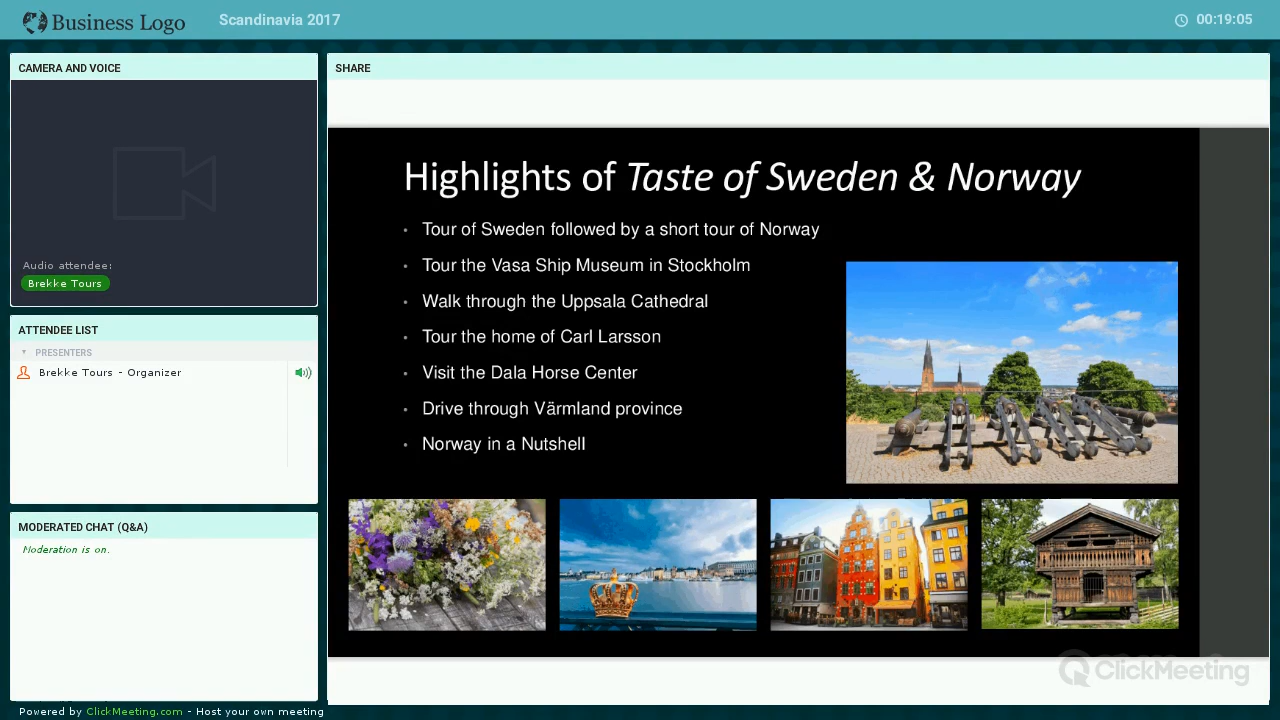 Business Logo
Scandinavia 2017
00:19:05
CAMERA AND VOICE
Audio attendee:
Brekke Tours
ATTENDEE LIST
PRESENTERS
Brekke Tours - Organizer
MODERATED CHAT (Q&A)
Moderation is on.
SHARE
Highlights of Taste of Sweden & Norway
• Tour of Sweden followed by a short tour of Norway
• Tour the Vasa Ship Museum in Stockholm
• Walk through the Uppsala Cathedral
• Tour the home of Carl Larsson
• Visit the Dala Horse Center
• Drive through Värmland province
• Norway in a Nutshell
ClickMeeting
Powered by ClickMeeting.com - Host your own meeting